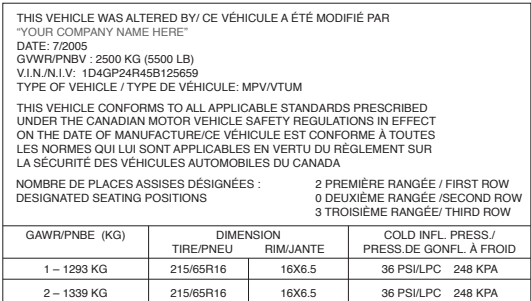 THIS VEHICLE WAS ALTERED BY/ CE VÉHICULE A ÉTÉ MODIFIÉ PAR
“YOUR COMPANY NAME HERE”
DATE: 7/2005
GVWR/PNBV : 2500 KG (5500 LB)
V.I.N./N.I.V: 1D4GP24R45B125659
TYPE OF VEHICLE / TYPE DE VÉHICULE: MPV/VTUM
THIS VEHICLE CONFORMS TO ALL APPLICABLE STANDARDS PRESCRIBED
UNDER THE CANADIAN MOTOR VEHICLE SAFETY REGULATIONS IN EFFECT
ON THE DATE OF MANUFACTURE/CE VÉHICULE EST CONFORME À TOUTES
LES NORMES QUI LUI SONT APPLICABLES EN VERTU DU RÈGLEMENT SUR
LA SÉCURITÉ DES VÉHICULES AUTOMOBILES DU CANADA
NOMBRE DE PLACES ASSISES DÉSIGNÉES : 2 PREMIÈRE RANGÉE / FIRST ROW
DESIGNATED SEATING POSITIONS 0 DEUXIÈME RANGÉE /SECOND ROW
3 TROISIÈME RANGÉE/ THIRD ROW
GAWR/PNBE (KG) DIMENSION COLD INFL. PRESS./
TIRE/PNEU RIM/JANTE PRESS.DE GONFL. À FROID
1 – 1293 KG 215/65R16 16X6.5 36 PSI/LPC 248 KPA
2 – 1339 KG 215/65R16 16X6.5 36 PSI/LPC 248 KPA